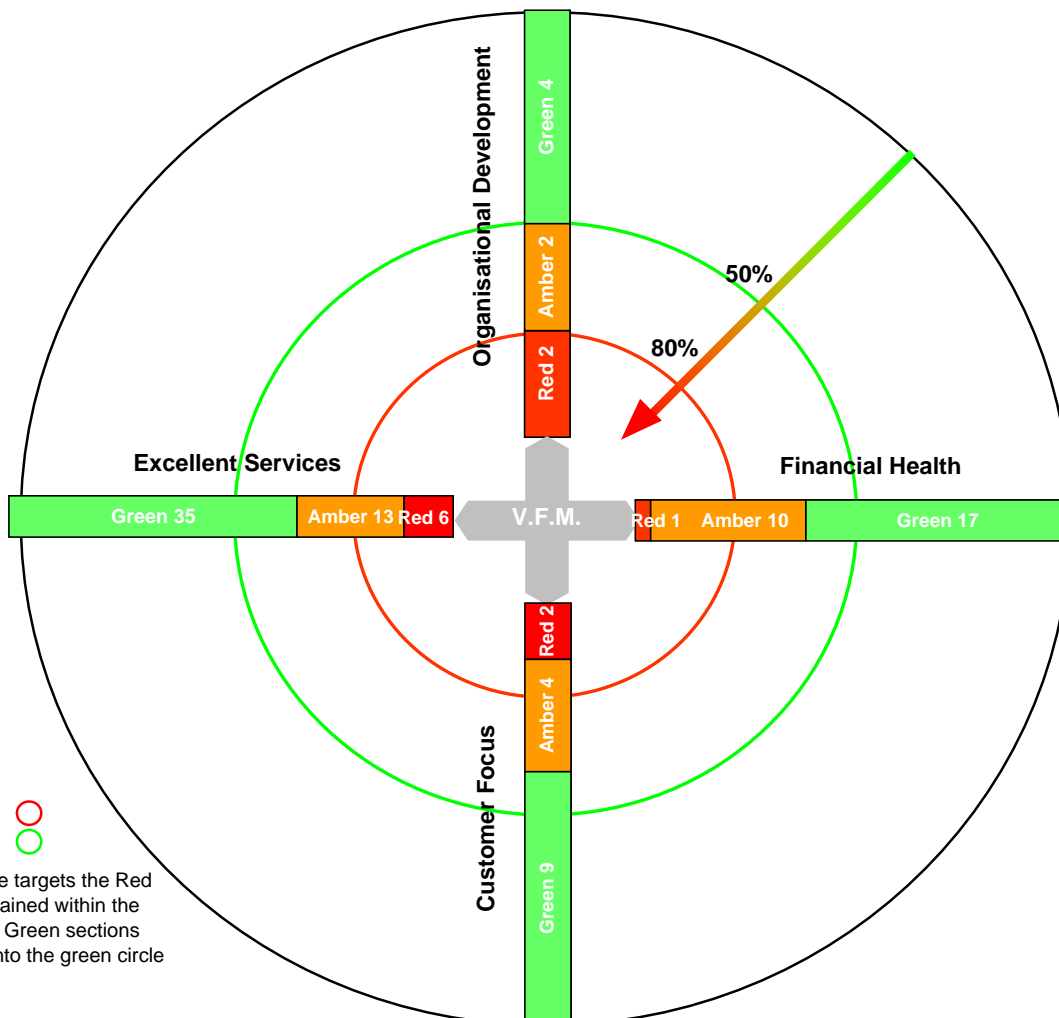 Organisational Development
Green 4
Amber 2
Red 2
50%
80%
Excellent Services
Financial Health
Green 35
Amber 13
Red 6
V.F.M.
Red 1
Amber 10
Green 17
Red 2
Amber 4
Green 9
Customer Focus
targets the Red
within the
Green sections
the green circle